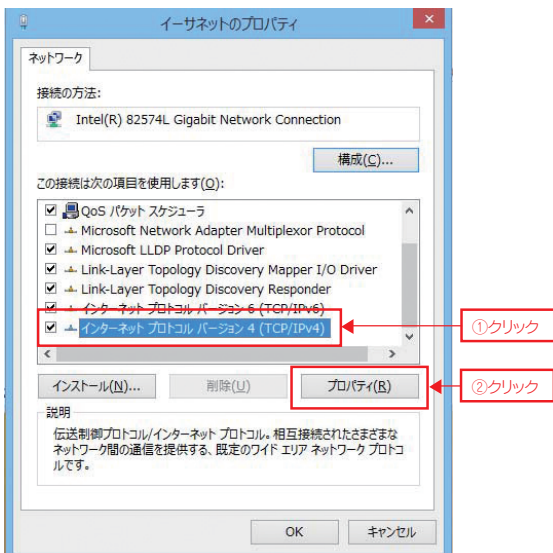 イーサネットのプロパティ
ネットワーク
接続の方法:
Intel(R) 82574L Gigabit Network Connection
構成(C)...
この接続は次の項目を使用します(O):
QoS パケット スケジューラ
Microsoft Network Adapter Multiplexor Protocol
Microsoft LLDP Protocol Driver
Link-Layer Topology Discovery Mapper I/O Driver
Link-Layer Topology Discovery Responder
インターネット プロトコル バージョン 6 (TCP/IPv6)
インターネット プロトコル バージョン 4 (TCP/IPv4)
①クリック
インストール(N)...
削除(U)
プロパティ(R)
②クリック
説明
伝送制御プロトコル/インターネット プロトコル。相互接続されたさまざまな
ネットワーク間の通信を提供する、既定のワイド エリア ネットワーク プロトコ
ルです。
OK
キャンセル